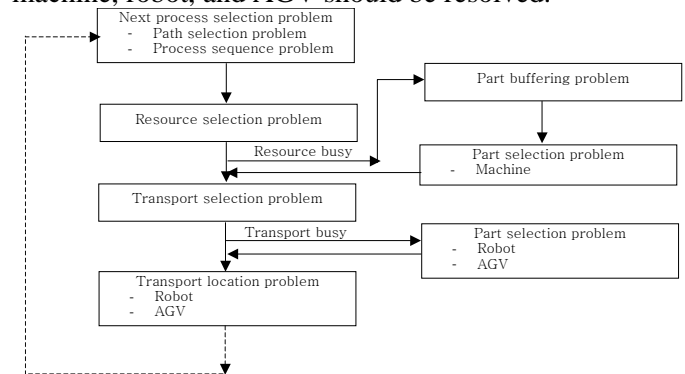 machine, robot, and AGV should be resolved.
Next process selection problem
- Path selection problem
- Process sequence problem
Part buffering problem
Resource selection problem
Resource busy
Part selection problem
- Machine
Transport selection problem
Transport busy
Part selection problem
- Robot
- AGV
Transport location problem
- Robot
- AGV